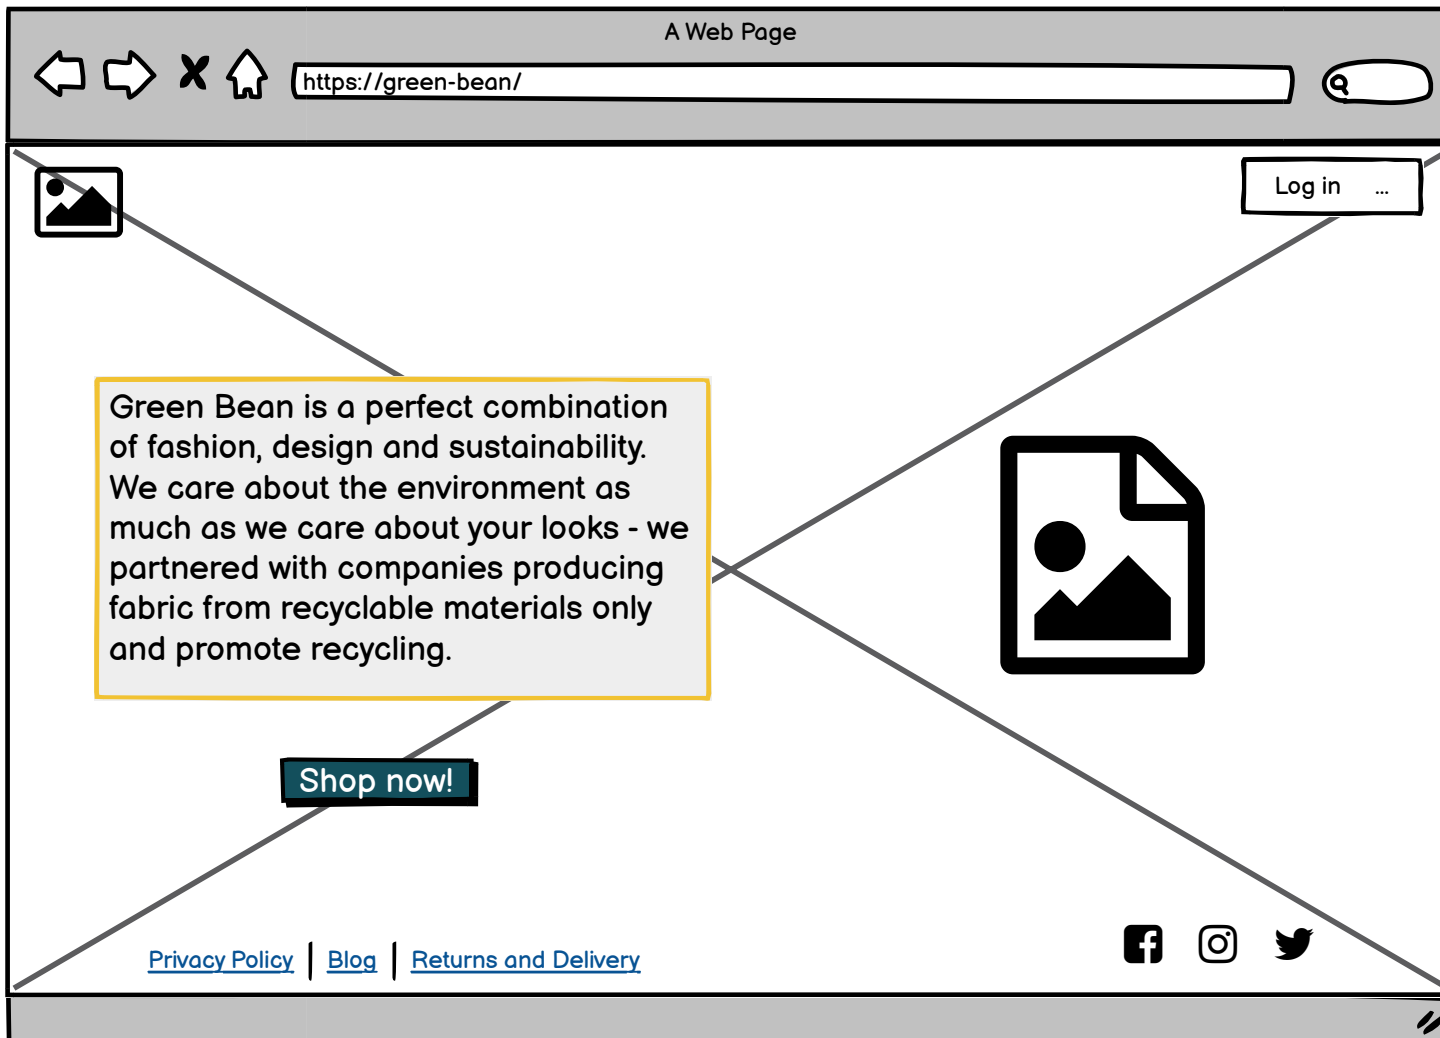 A Web Page
https://green-bean/
Log in ...
Green Bean is a perfect combination
of fashion, design and sustainability.
We care about the environment as
much as we care about your looks - we
partnered with companies producing
fabric from recyclable materials only
and promote recycling.
Shop now!
Privacy Policy | Blog | Returns and Delivery